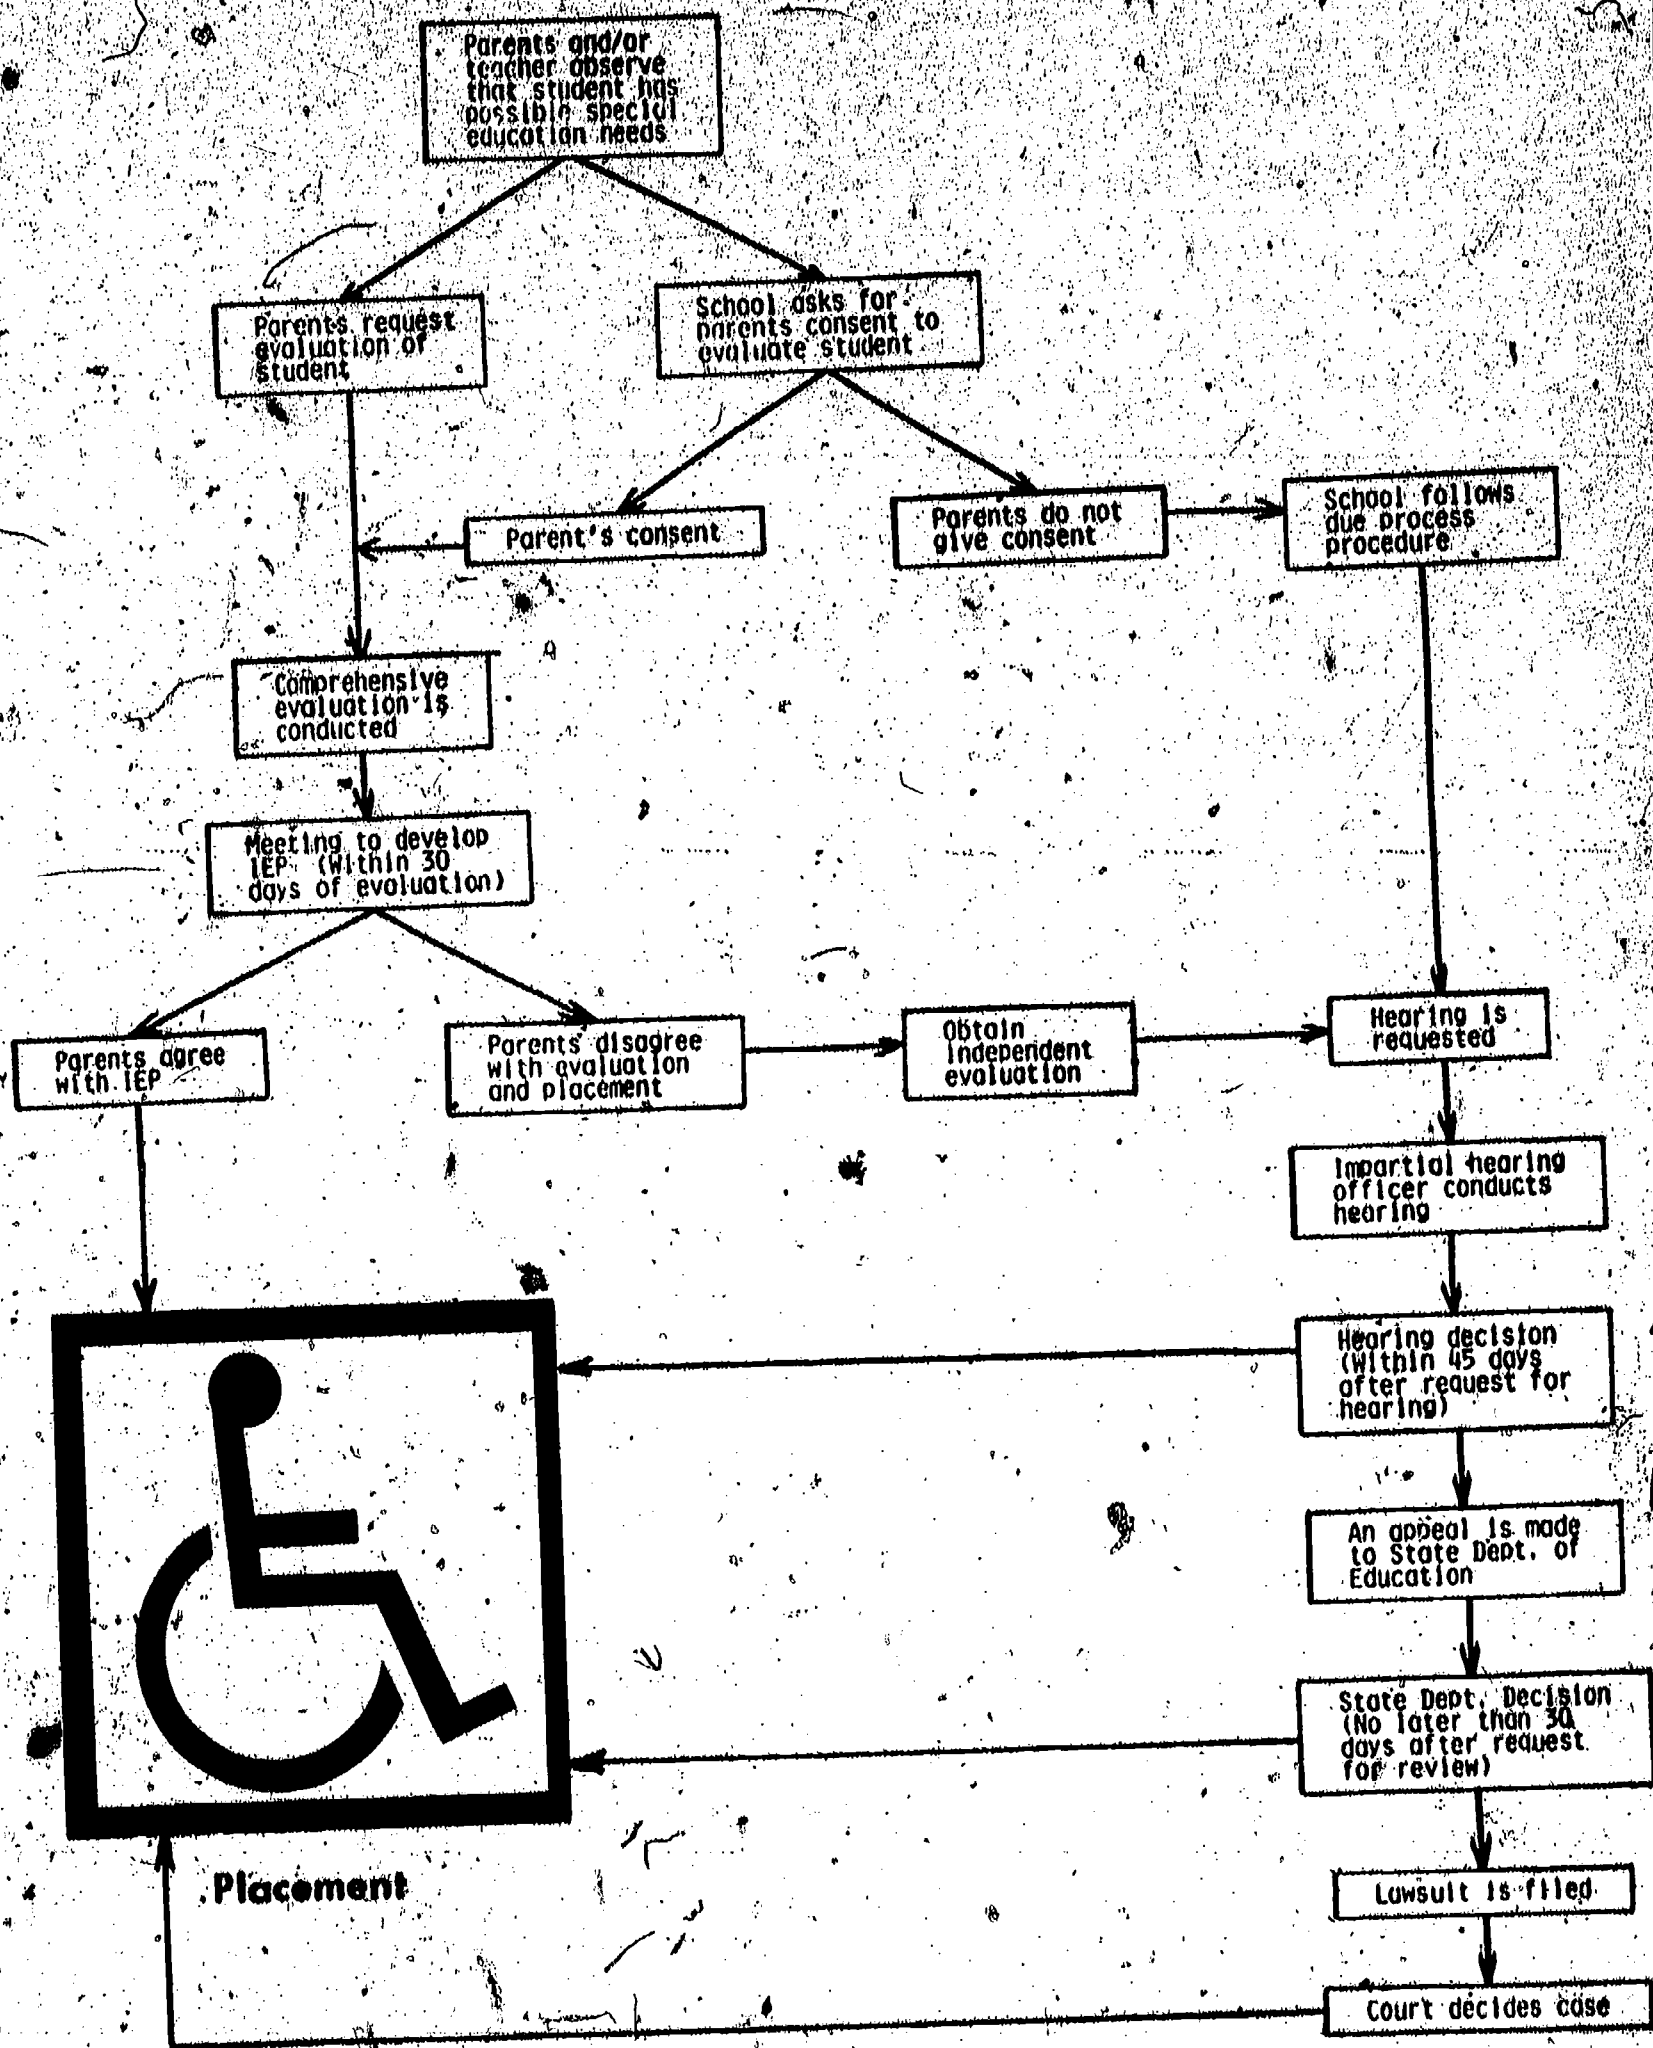 Parents and/or
teacher observe
that student has
possible special
education needs
Parents request
evaluation of
student
School asks for
parents consent to
evaluate student
Parent's consent
Parents do not
give consent
School follows
due process
procedure
Comprehensive
evaluation is
conducted
Meeting to develop
IEP (Within 30
days of evaluation)
Parents agree
with IEP
Parents disagree
with evaluation
and placement
Obtain
independent
evaluation
Hearing is
requested
Impartial hearing
officer conducts
hearing
Hearing decision
(Within 45 days
after request for
hearing)
An appeal is made
to State Dept. of
Education
State Dept. Decision
(No later than 30
days after request
for review)
Lawsuit is filed
Court decides case
Placement